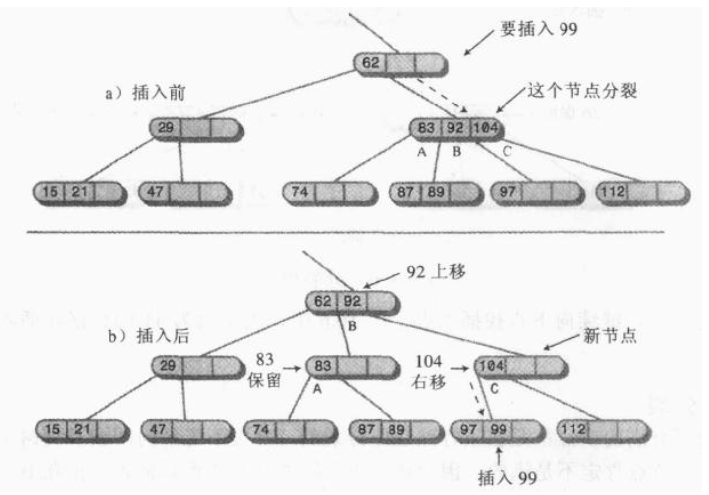 要插入 99
62
a）插入前
这个节点分裂
29
83 92 104
A B C
15 21
47
74
87 89
97
112
92 上移
62 92
B
b）插入后
新节点
29
83
保留
83
A
104
右移
104
C
15 21
47
74
87 89
97 99
112
插入 99